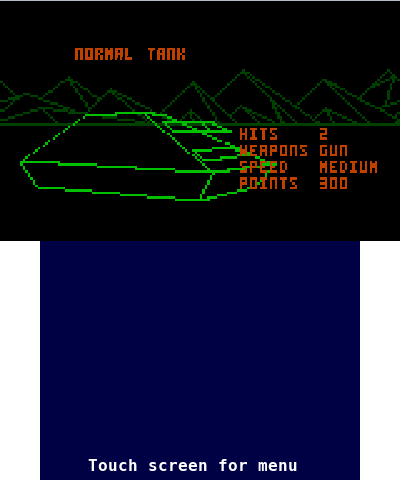 NORMAL TANK
HITS 2
WEAPONS GUN
SPEED MEDIUM
POINTS 300
Touch screen for menu